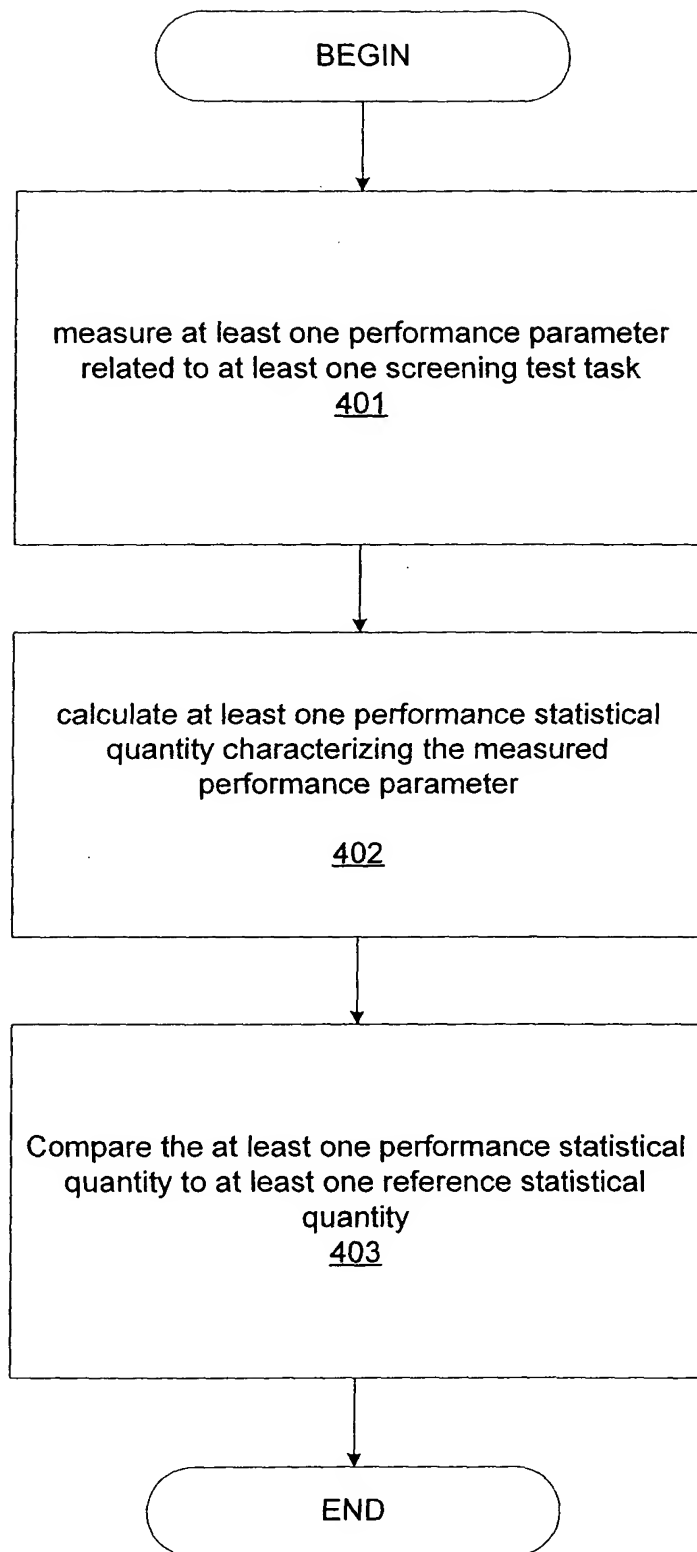 BEGIN
measure at least one performance parameter
related to at least one screening test task
401
calculate at least one performance statistical
quantity characterizing the measured
performance parameter
402
Compare the at least one performance statistical
quantity to at least one reference statistical
quantity
403
END